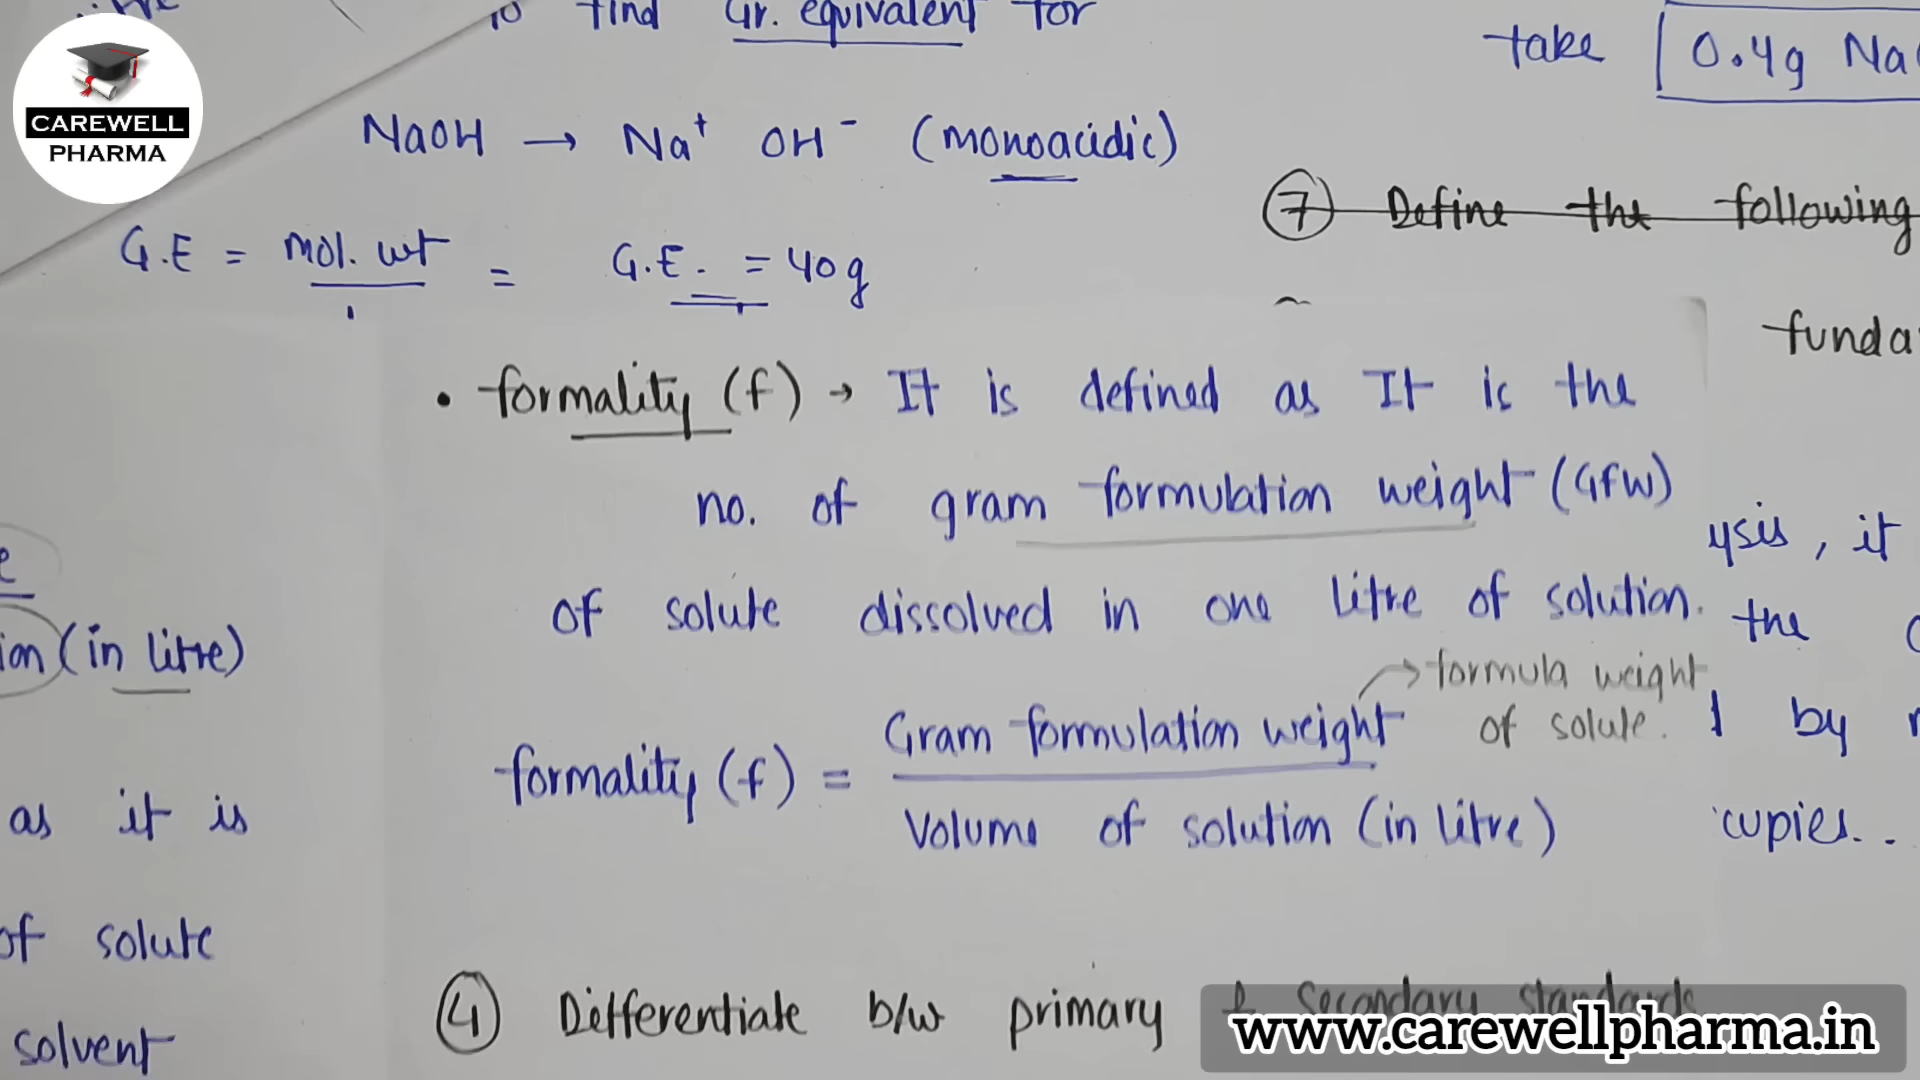 CAREWELL
PHARMA
to find Gr. equivalent for
NaOH → Na⁺ OH⁻ (monoacidic)
G.E = mol. wt / 1 = G.E. = 40g
take 0.4g Na
7 Define the following
funda
• formality (f) → It is defined as It is the
no. of gram formulation weight (GFW)
of solute dissolved in one litre of solution.
→ formula weight
of solute.
formality (f) = Gram formulation weight
Volume of solution (in litre)
(in litre)
as it is
of solute
solvent
ysis, it
the
by
cupies..
4 Differentiate b/w primary & secondary standards
www.carewellpharma.in